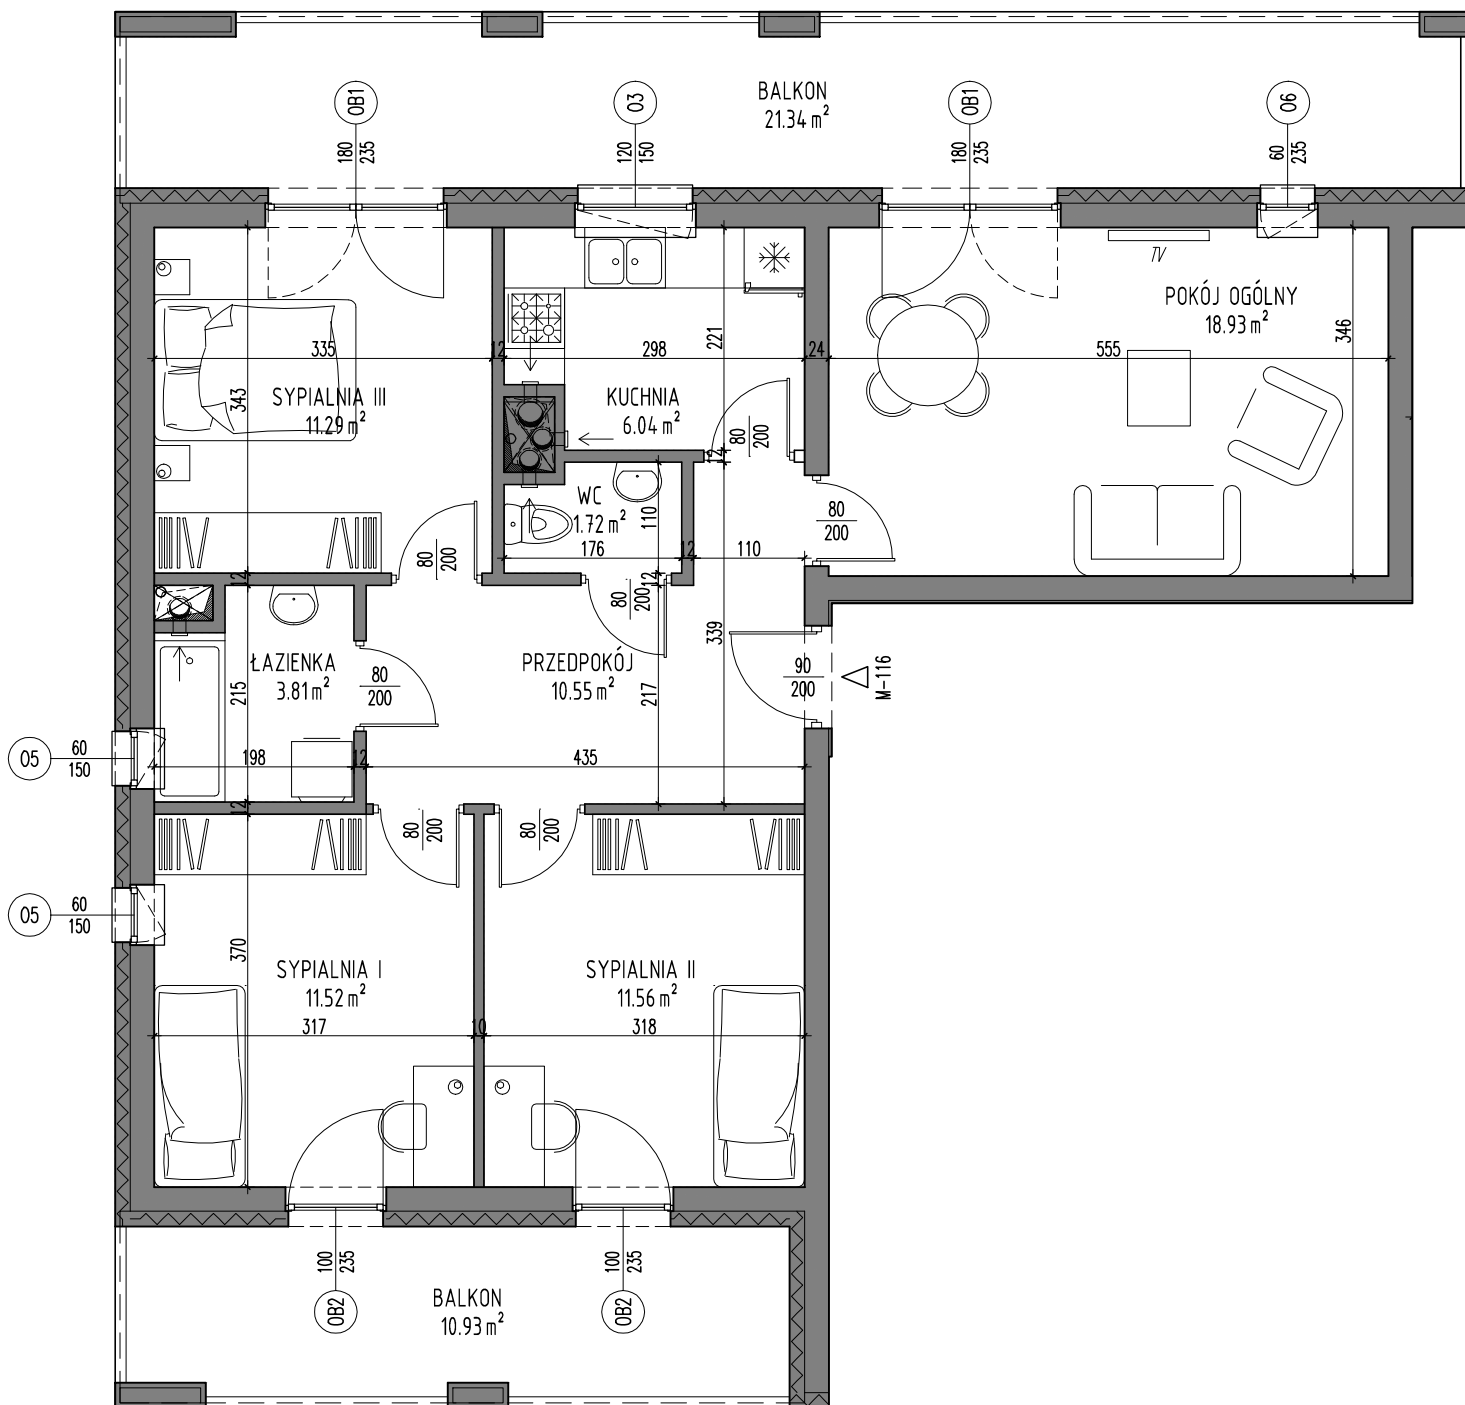 BALKON
21.34 m²
OB1
180
235
O3
120
150
OB1
180
235
O6
60
235
TV
POKÓJ OGÓLNY
18.93 m²
346
555
24
335
12
298
221
343
SYPIALNIA III
11.29 m²
KUCHNIA
6.04 m²
80
200
12
WC
1.72 m²
110
176
12
110
80
200
80
200
12
12
80
200
339
ŁAZIENKA
3.81 m²
215
80
200
PRZEDPOKÓJ
10.55 m²
217
90
200
M-116
O5
60
150
198
12
435
12
80
200
80
200
O5
60
150
370
SYPIALNIA I
11.52 m²
317
10
SYPIALNIA II
11.56 m²
318
100
235
OB2
100
235
OB2
BALKON
10.93 m²